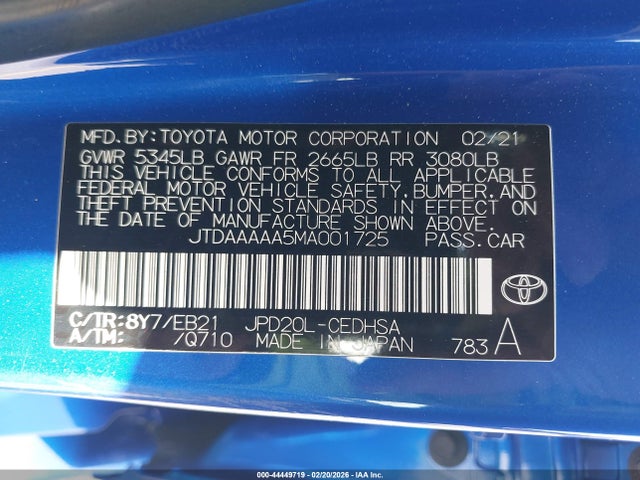 MFD.BY:TOYOTA MOTOR CORPORATION 02/21
GVWR 5345LB GAWR FR 2665LB RR 3080LB
THIS VEHICLE CONFORMS TO ALL APPLICABLE
FEDERAL MOTOR VEHICLE SAFETY,BUMPER,AND
THEFT PREVENTION STANDARDS IN EFFECT ON
THE DATE OF MANUFACTURE SHOWN ABOVE.
JTDAAAAA5MA001725 PASS.CAR
C/TR:8Y7/EB21 JPD20L-CEDHSA
A/TM: /Q710 MADE IN JAPAN 783 A
000-44449719 - 02/20/2026 - IAA Inc.